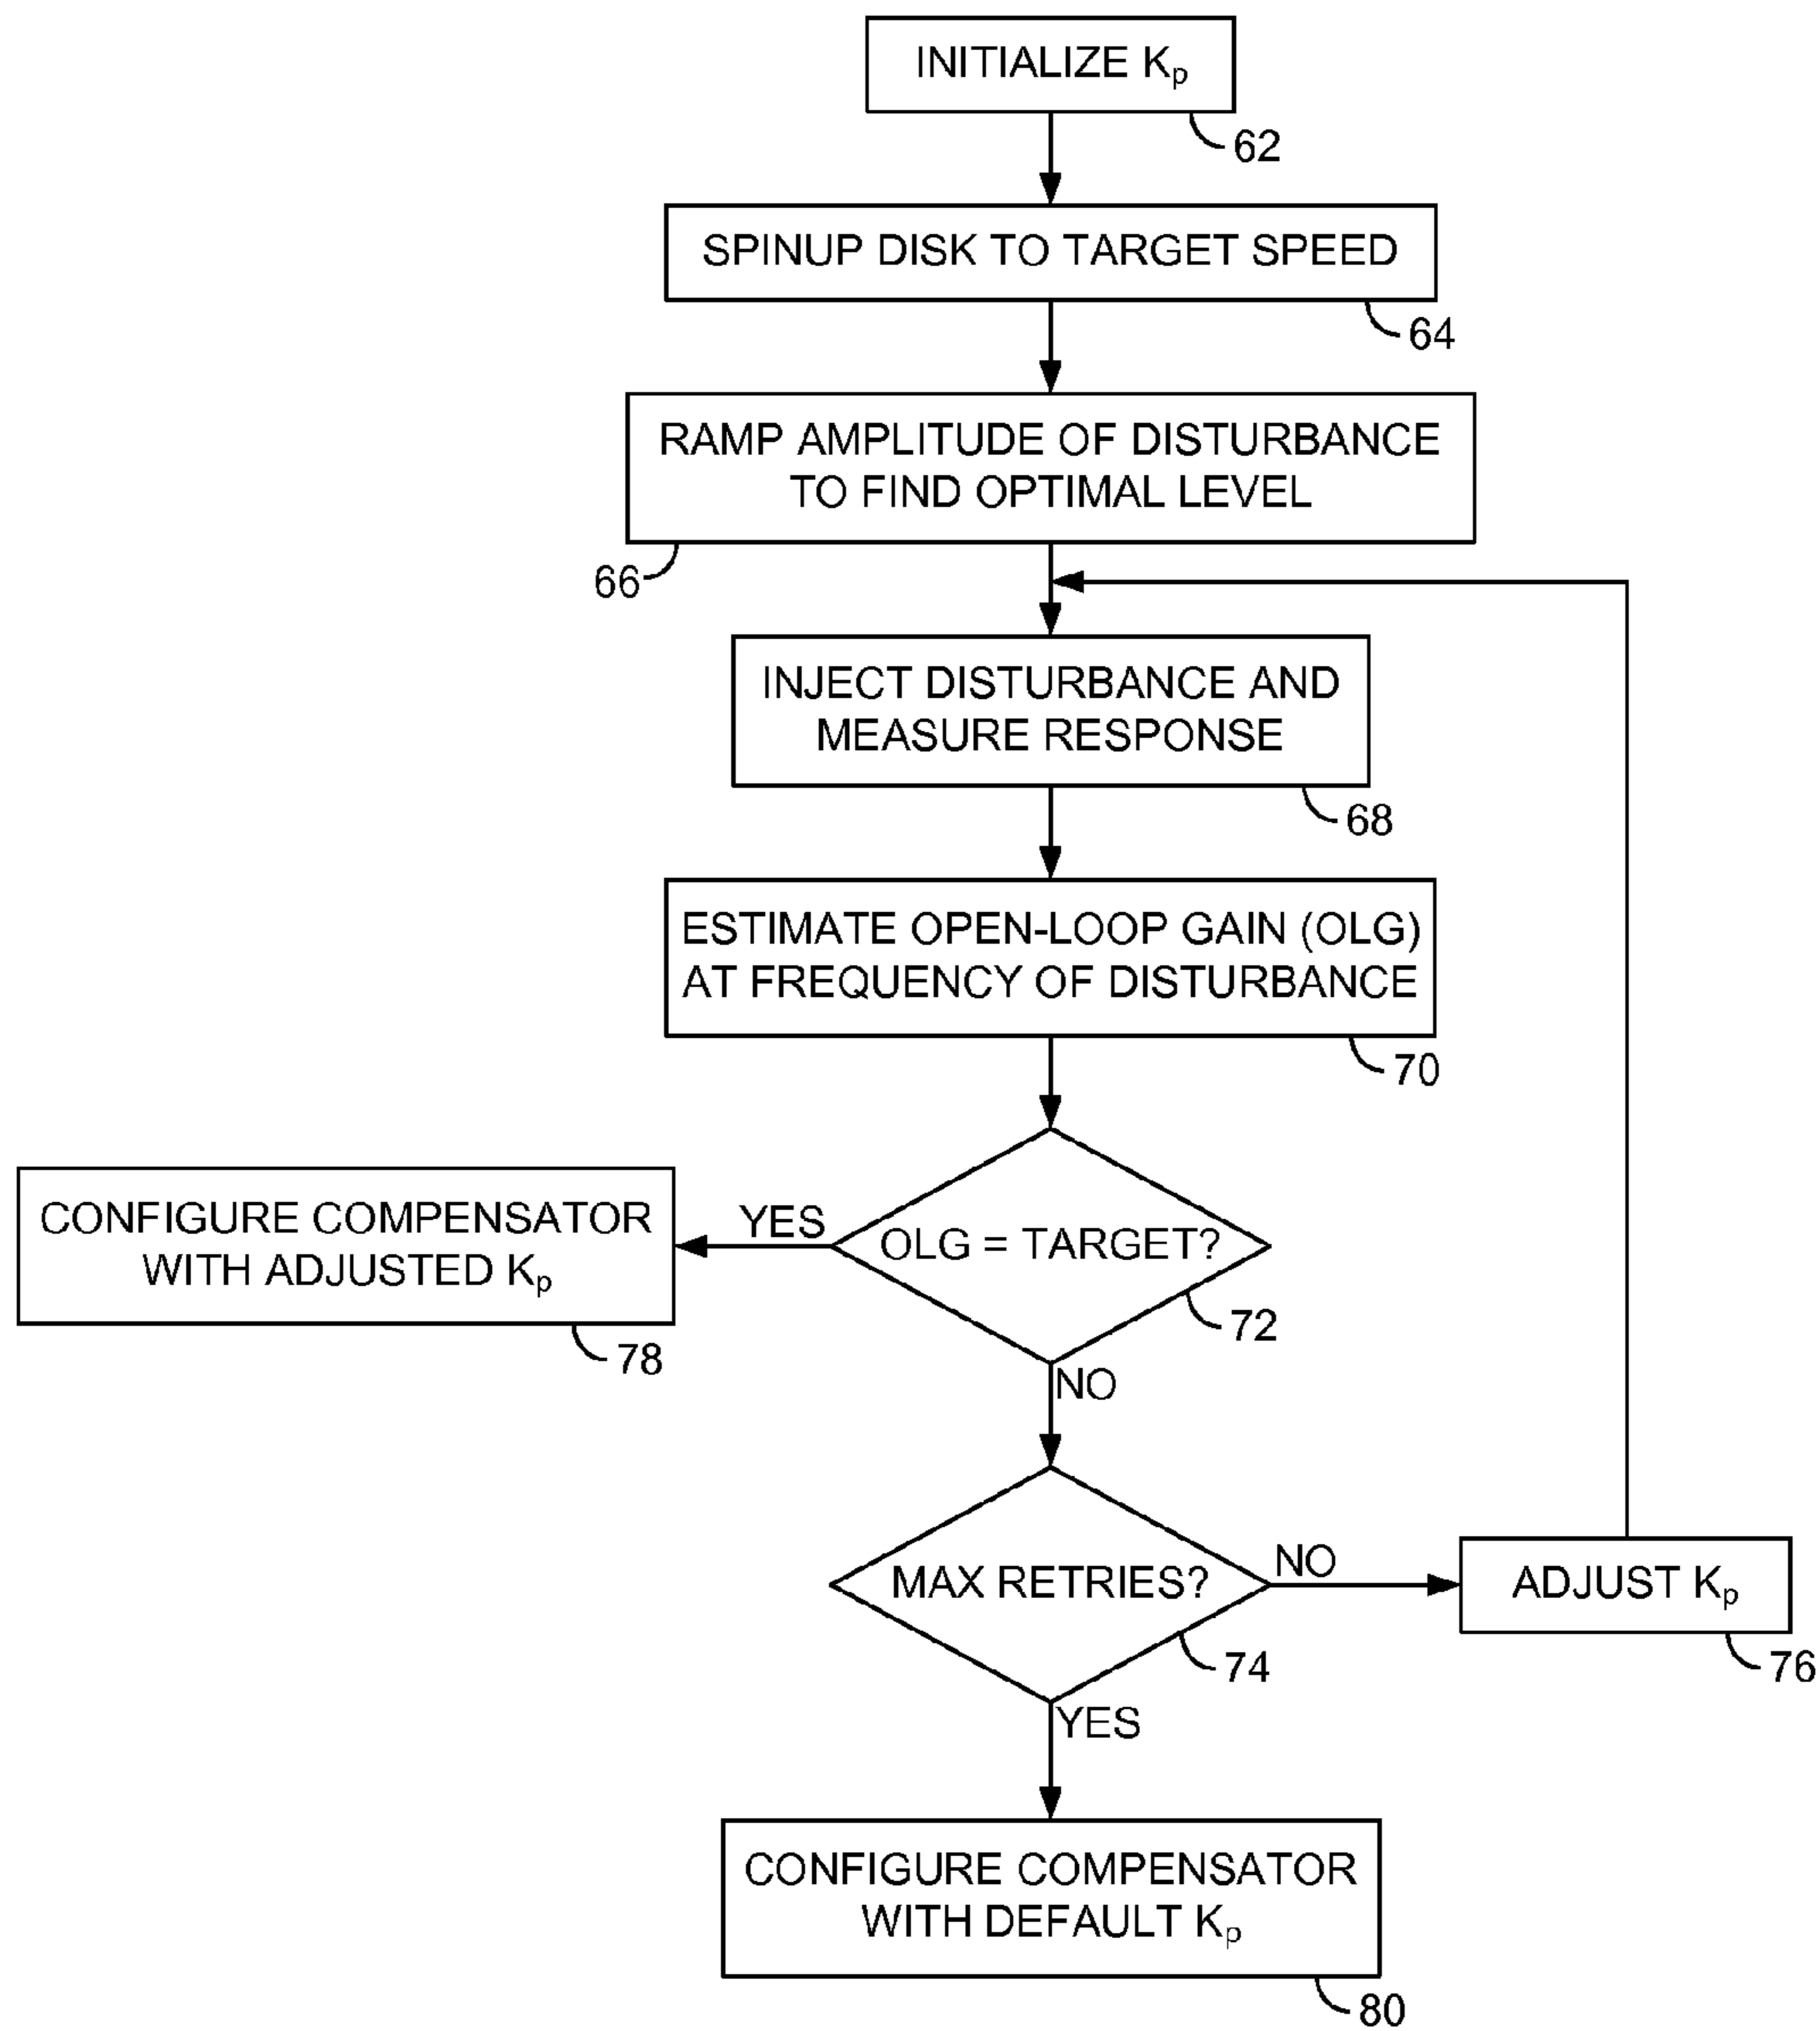 INITIALIZE Kp
62
SPINUP DISK TO TARGET SPEED
64
RAMP AMPLITUDE OF DISTURBANCE
TO FIND OPTIMAL LEVEL
66
INJECT DISTURBANCE AND
MEASURE RESPONSE
68
ESTIMATE OPEN-LOOP GAIN (OLG)
AT FREQUENCY OF DISTURBANCE
70
OLG = TARGET?
72
YES
CONFIGURE COMPENSATOR
WITH ADJUSTED Kp
78
NO
MAX RETRIES?
74
NO
ADJUST Kp
76
YES
CONFIGURE COMPENSATOR
WITH DEFAULT Kp
80